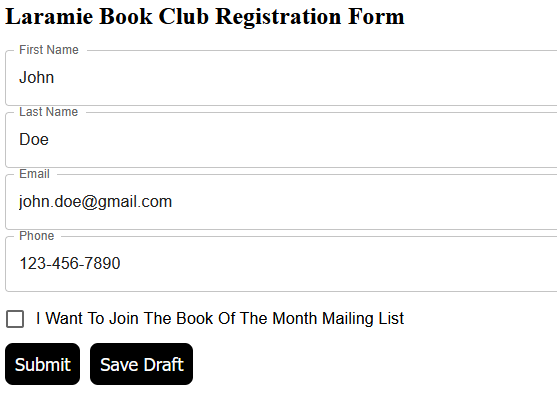 Laramie Book Club Registration Form
First Name
John
Last Name
Doe
Email
john.doe@gmail.com
Phone
123-456-7890
I Want To Join The Book Of The Month Mailing List
Submit Save Draft